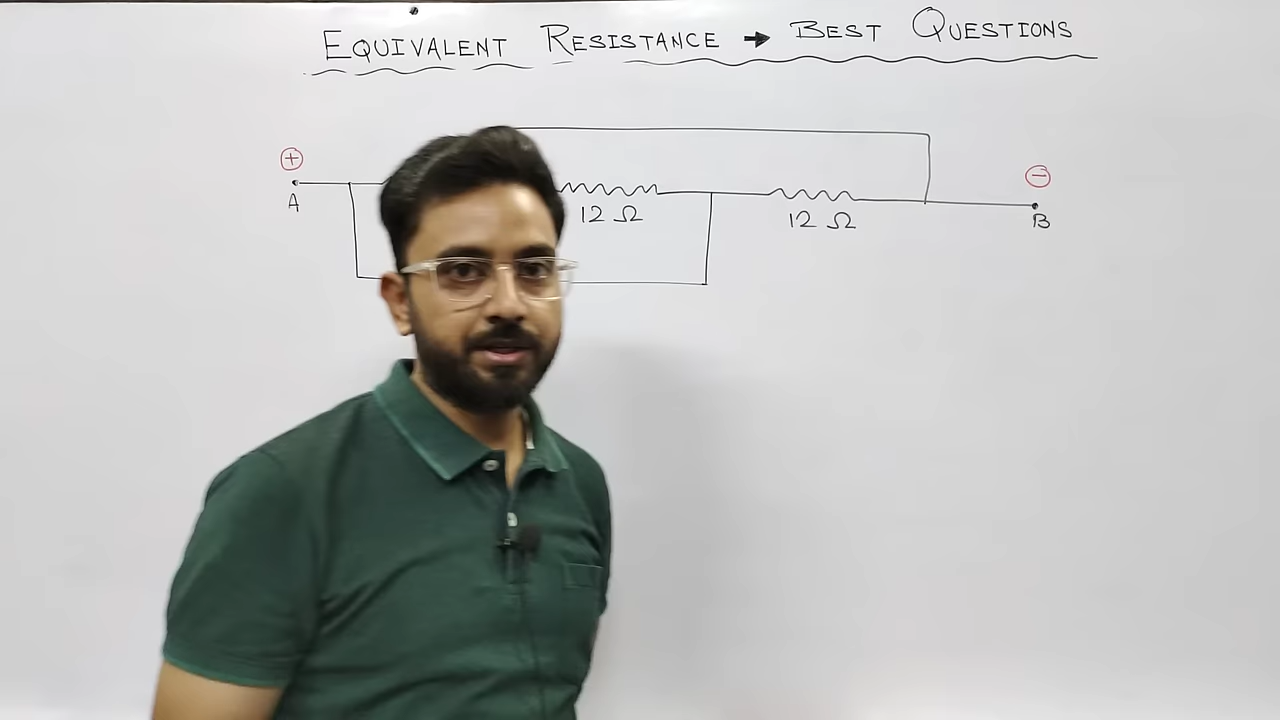 EQUIVALENT RESISTANCE → BEST QUESTIONS
+
−
A
12 Ω
12 Ω
B